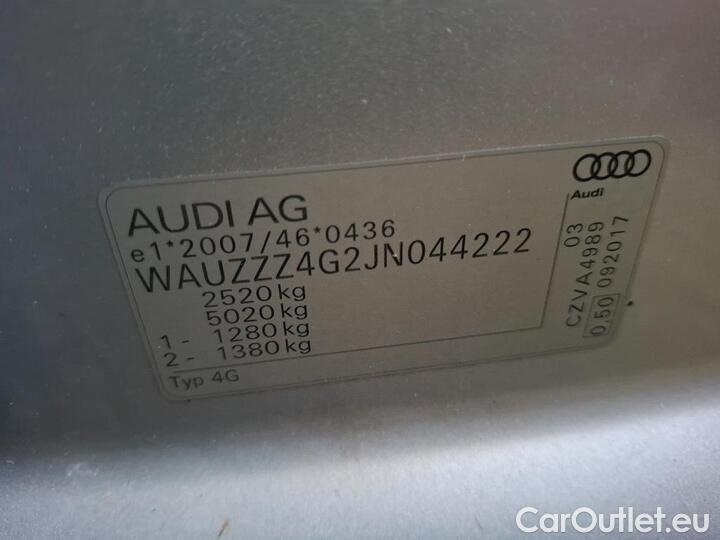 AUDI AG
e1*2007/46*0436
WAUZZZ4G2JN044222
2520 kg
5020 kg
1 - 1280 kg
2 - 1380 kg
Typ 4G
Audi
CZVA4989 03
0,50 092017
CarOutlet.eu